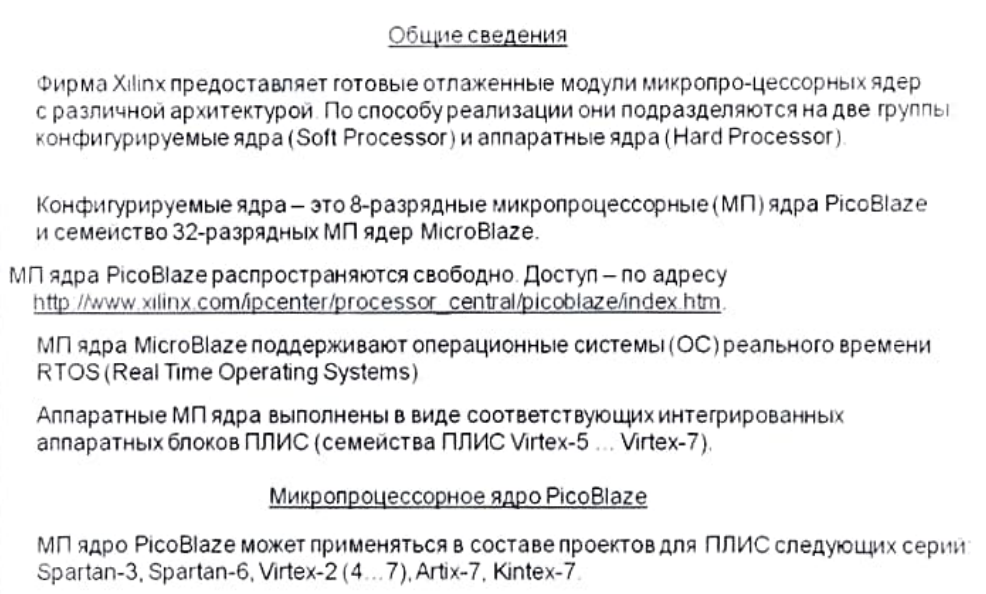 Общие сведения
Фирма Xilinx предоставляет готовые отлаженные модули микропро-цессорных ядер
с различной архитектурой. По способу реализации они подразделяются на две группы:
конфигурируемые ядра (Soft Processor) и аппаратные ядра (Hard Processor).
Конфигурируемые ядра – это 8-разрядные микропроцессорные (МП) ядра PicoBlaze
и семейство 32-разрядных МП ядер MicroBlaze.
МП ядра PicoBlaze распространяются свободно. Доступ – по адресу
http://www.xilinx.com/ipcenter/processor_central/picoblaze/index.htm.
МП ядра MicroBlaze поддерживают операционные системы (ОС) реального времени
RTOS (Real Time Operating Systems)
Аппаратные МП ядра выполнены в виде соответствующих интегрированных
аппаратных блоков ПЛИС (семейства ПЛИС Virtex-5 ... Virtex-7).
Микропроцессорное ядро PicoBlaze
МП ядро PicoBlaze может применяться в составе проектов для ПЛИС следующих серий:
Spartan-3, Spartan-6, Virtex-2 (4...7), Artix-7, Kintex-7.